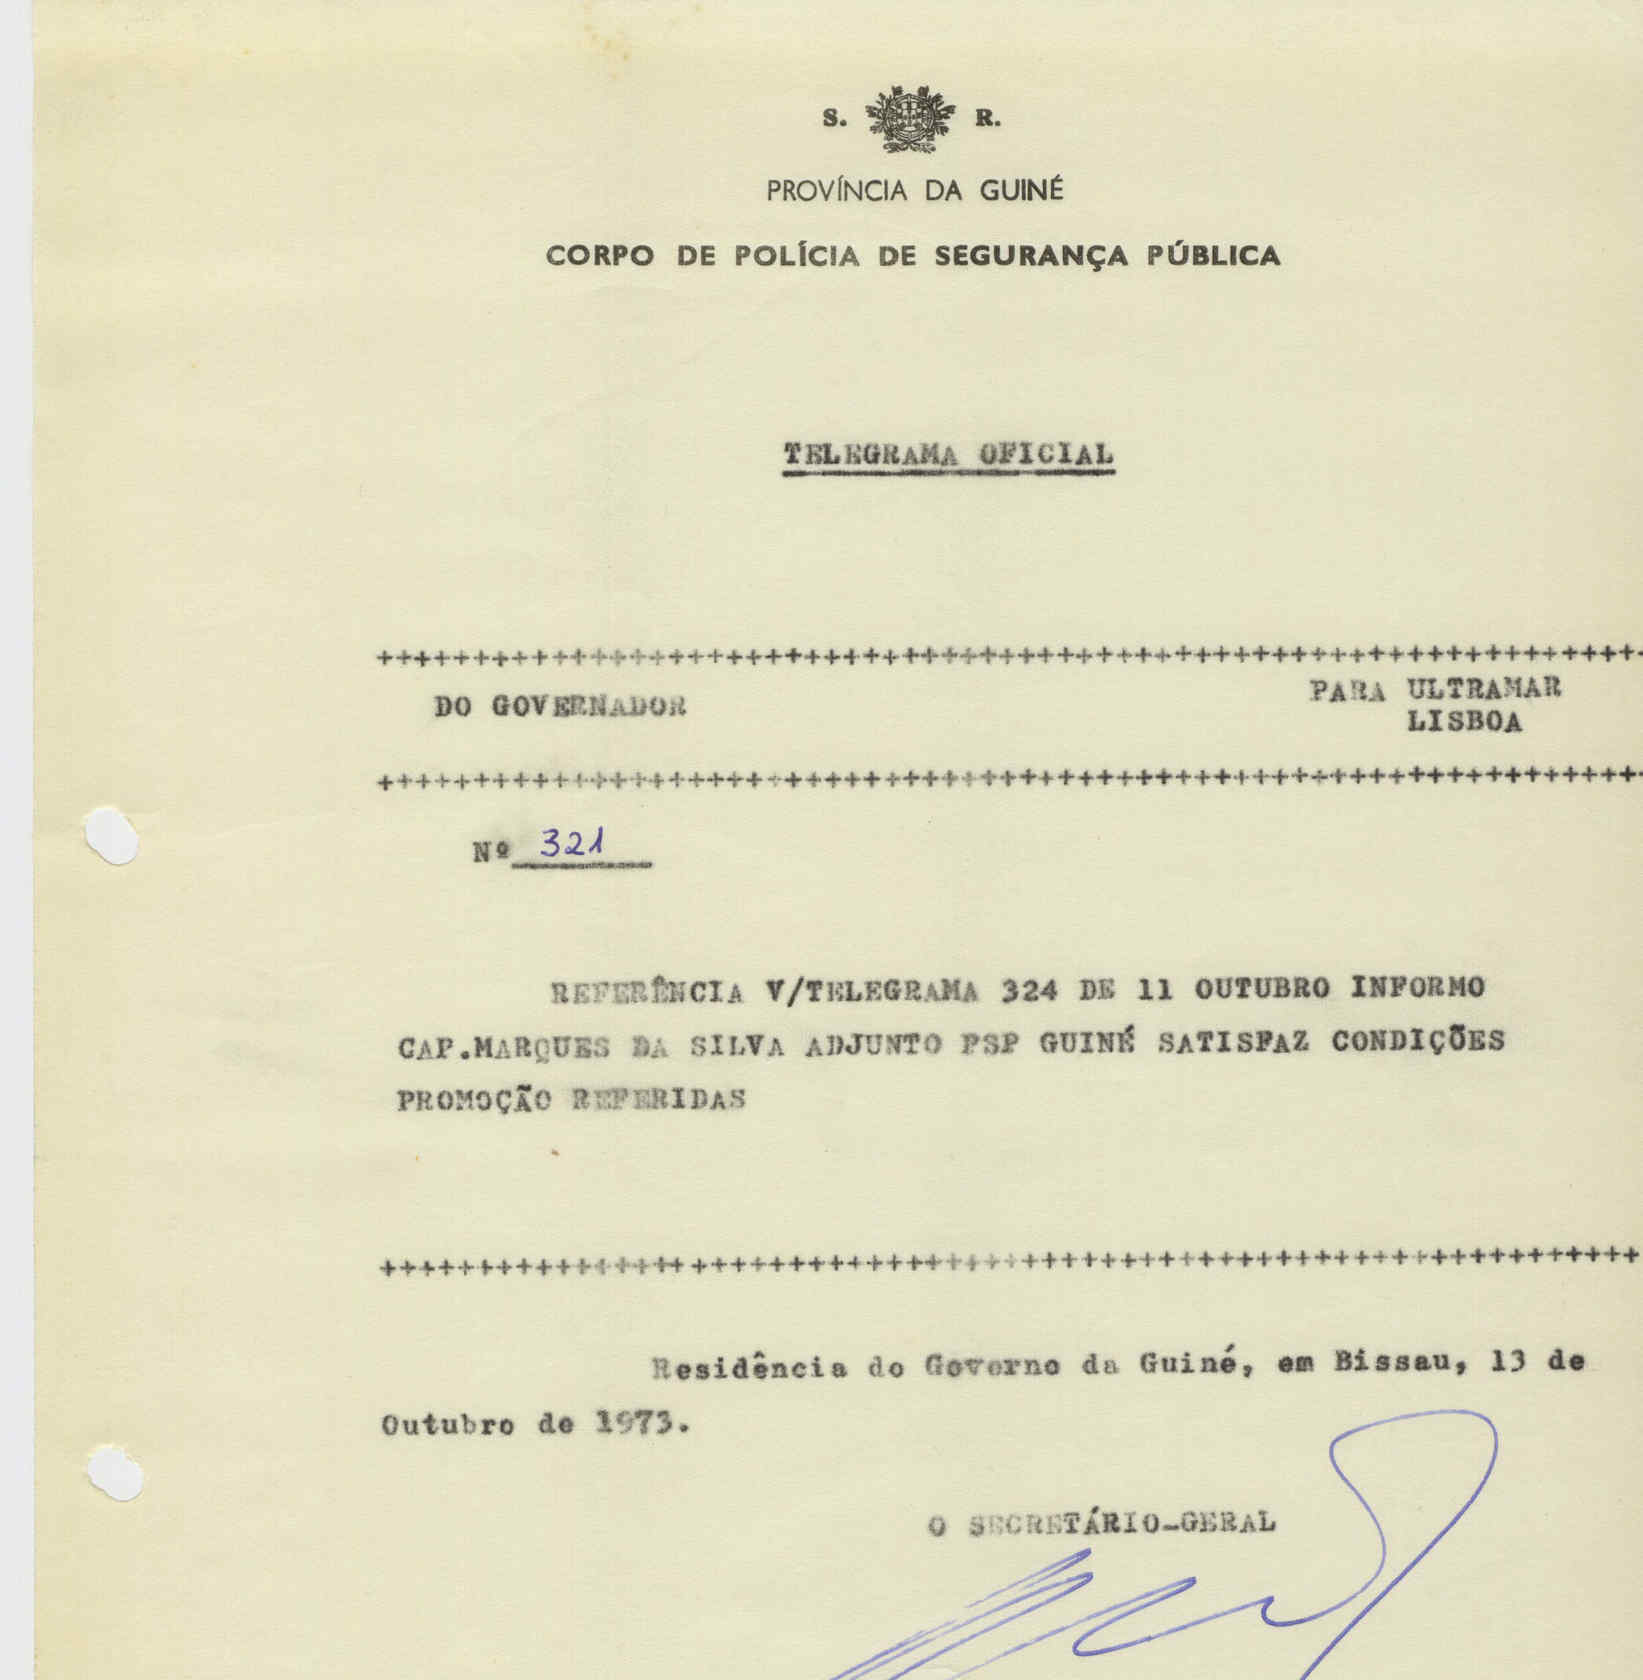 S. R.
PROVÍNCIA DA GUINÉ
CORPO DE POLÍCIA DE SEGURANÇA PÚBLICA
TELEGRAMA OFICIAL
+++++++++++++++++++++++++++++++++++++++++++++++++++++++++++++++++
DO GOVERNADOR PARA ULTRAMAR
LISBOA
+++++++++++++++++++++++++++++++++++++++++++++++++++++++++++++++++
Nº 321
REFERÊNCIA V/TELEGRAMA 324 DE 11 OUTUBRO INFORMO
CAP.MARQUES DA SILVA ADJUNTO PSP GUINÉ SATISFAZ CONDIÇÕES
PROMOÇÃO REFERIDAS
+++++++++++++++++++++++++++++++++++++++++++++++++++++++++++++++++
Residência do Governo da Guiné, em Bissau, 13 de
Outubro de 1973.
O SECRETÁRIO-GERAL